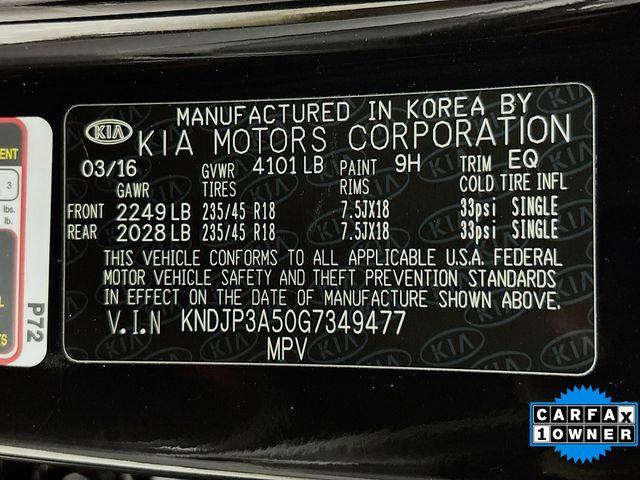 KIA
MANUFACTURED IN KOREA BY
KIA MOTORS CORPORATION
03/16 GVWR 4101 LB PAINT 9H TRIM EQ
GAWR TIRES RIMS COLD TIRE INFL
FRONT 2249 LB 235/45 R18 7.5JX18 33psi SINGLE
REAR 2028 LB 235/45 R18 7.5JX18 33psi SINGLE
THIS VEHICLE CONFORMS TO ALL APPLICABLE U.S.A. FEDERAL
MOTOR VEHICLE SAFETY AND THEFT PREVENTION STANDARDS
IN EFFECT ON THE DATE OF MANUFACTURE SHOWN ABOVE.
V.I.N KNDJP3A50G7349477
MPV
3
lbs.
lb.
P72
CARFAX
1 OWNER